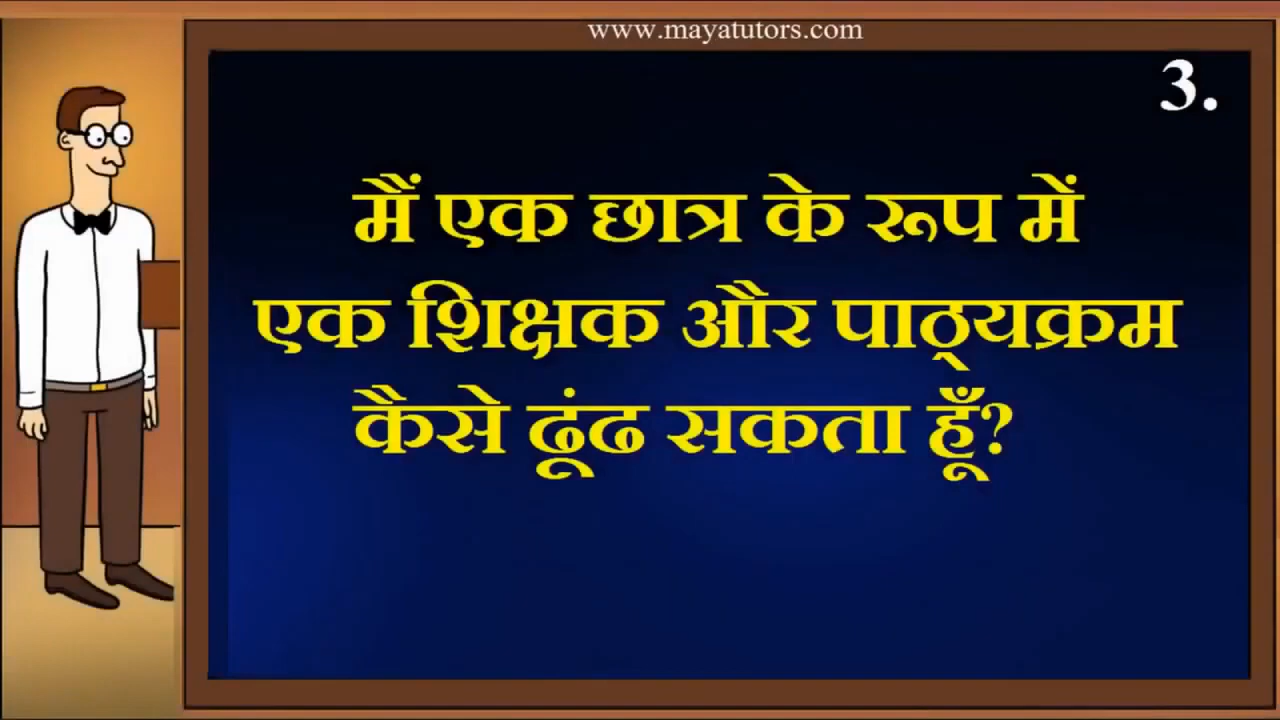 www.mayatutors.com
3.
मैं एक छात्र के रूप में
एक शिक्षक और पाठ्यक्रम
कैसे ढूंढ सकता हूँ?